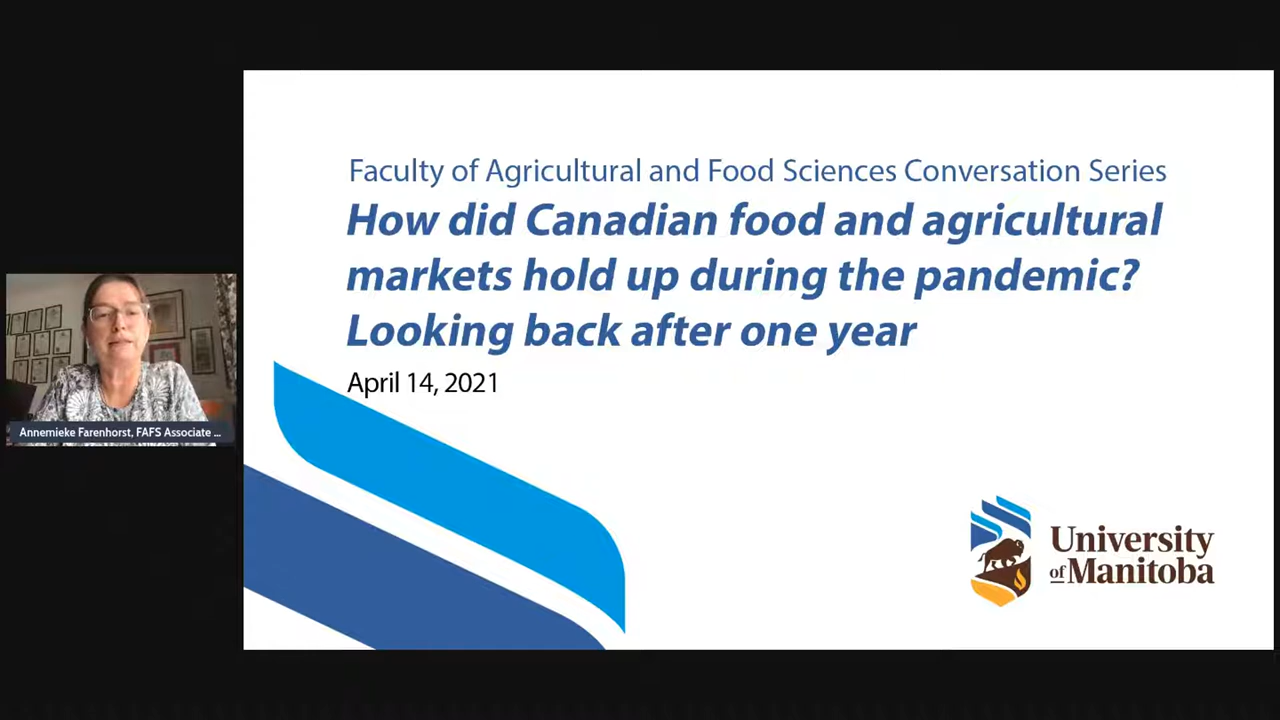 Faculty of Agricultural and Food Sciences Conversation Series
How did Canadian food and agricultural
markets hold up during the pandemic?
Looking back after one year
April 14, 2021
Annemieke Farenhorst, FAFS Associate ...
University
of Manitoba